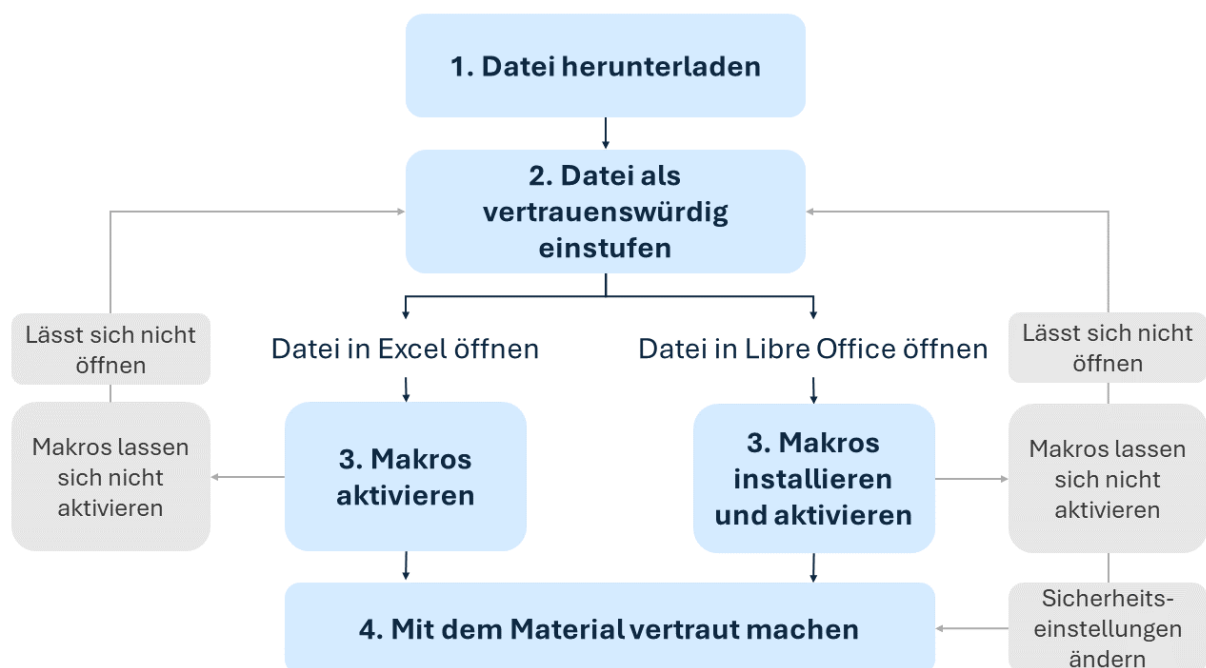 1. Datei herunterladen
2. Datei als
vertrauenswürdig
einstufen
Lässt sich nicht
öffnen
Datei in Excel öffnen
Datei in Libre Office öffnen
Lässt sich nicht
öffnen
Makros lassen
sich nicht
aktivieren
3. Makros
aktivieren
3. Makros
installieren
und aktivieren
Makros lassen
sich nicht
aktivieren
4. Mit dem Material vertraut machen
Sicherheits-
einstellungen
ändern